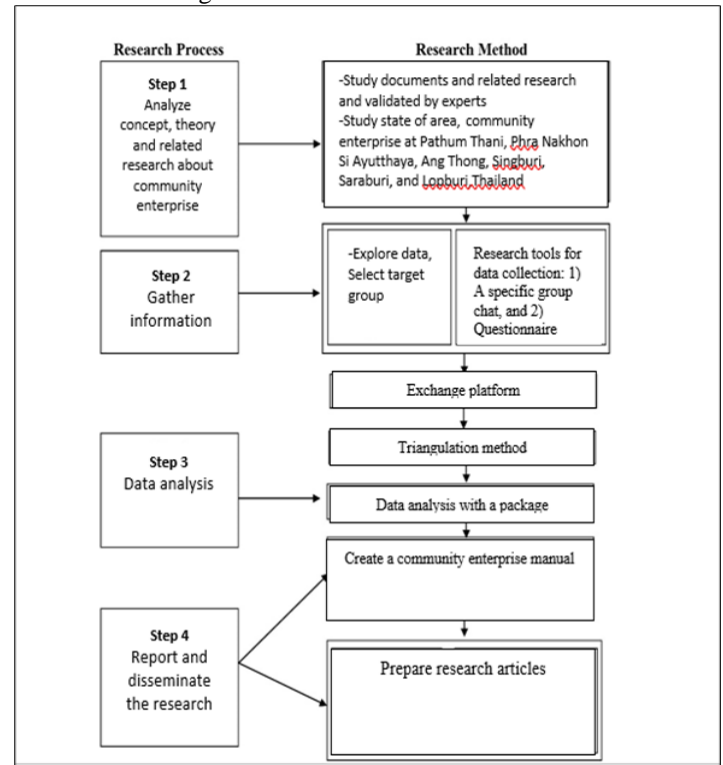 Research Process
Research Method
Step 1
Analyze
concept, theory
and related
research about
community
enterprise
-Study documents and related research
and validated by experts
-Study state of area, community
enterprise at Pathum Thani, Phra Nakhon
Si Ayutthaya, Ang Thong, Singburi,
Saraburi, and Lopburi,Thailand
Step 2
Gather
information
-Explore data,
Select target
group
Research tools for
data collection: 1)
A specific group
chat, and 2)
Questionnaire
Exchange platform
Triangulation method
Step 3
Data analysis
Data analysis with a package
Create a community enterprise manual
Step 4
Report and
disseminate
the research
Prepare research articles